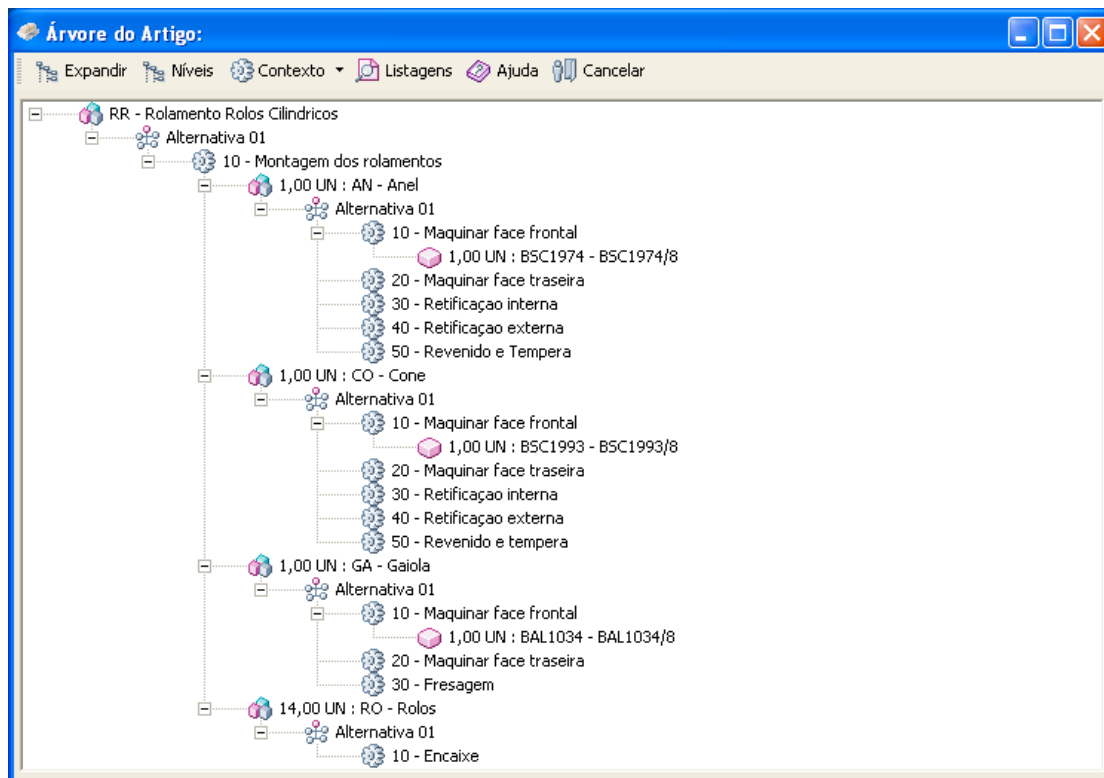 Árvore do Artigo:
Expandir Níveis Contexto Listagens Ajuda Cancelar
RR - Rolamento Rolos Cilindricos
Alternativa 01
10 - Montagem dos rolamentos
1,00 UN : AN - Anel
Alternativa 01
10 - Maquinar face frontal
1,00 UN : BSC1974 - BSC1974/8
20 - Maquinar face traseira
30 - Retificaçao interna
40 - Retificaçao externa
50 - Revenido e Tempera
1,00 UN : CO - Cone
Alternativa 01
10 - Maquinar face frontal
1,00 UN : BSC1993 - BSC1993/8
20 - Maquinar face traseira
30 - Retificaçao interna
40 - Retificaçao externa
50 - Revenido e tempera
1,00 UN : GA - Gaiola
Alternativa 01
10 - Maquinar face frontal
1,00 UN : BAL1034 - BAL1034/8
20 - Maquinar face traseira
30 - Fresagem
14,00 UN : RO - Rolos
Alternativa 01
10 - Encaixe